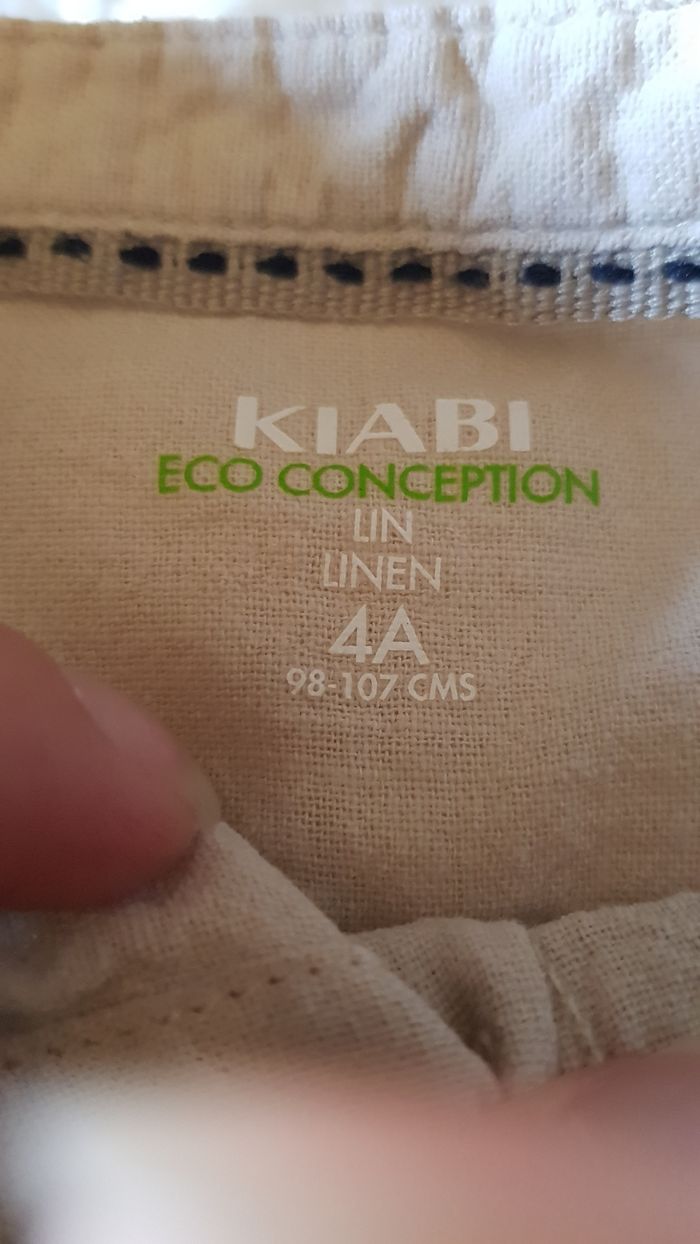 KIABI
ECO CONCEPTION
LIN
LINEN
4A
98-107 CMS